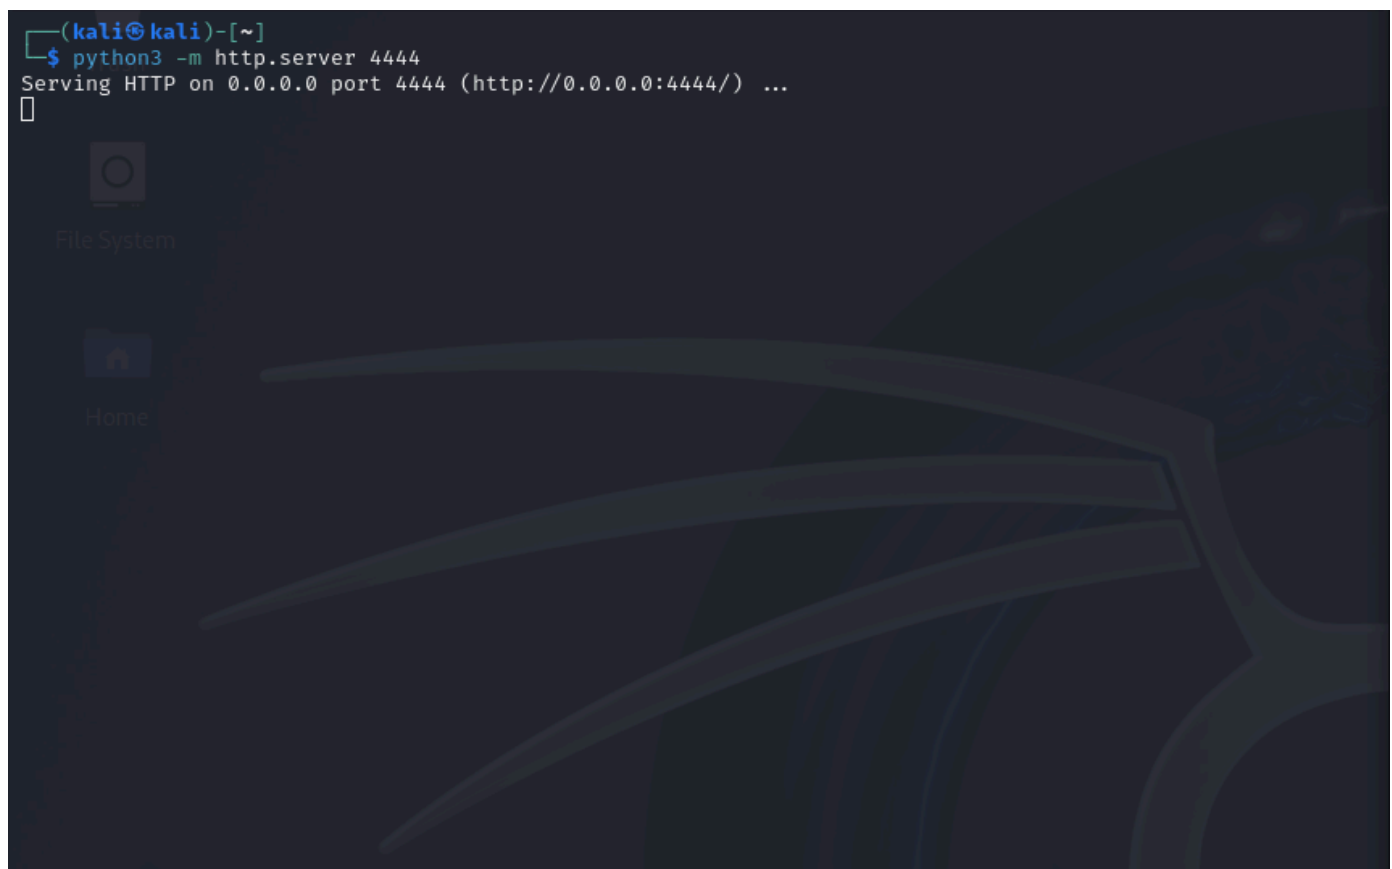 ┌──(kali㉿kali)-[~]
└─$ python3 -m http.server 4444
Serving HTTP on 0.0.0.0 port 4444 (http://0.0.0.0:4444/) ...
File System
Home